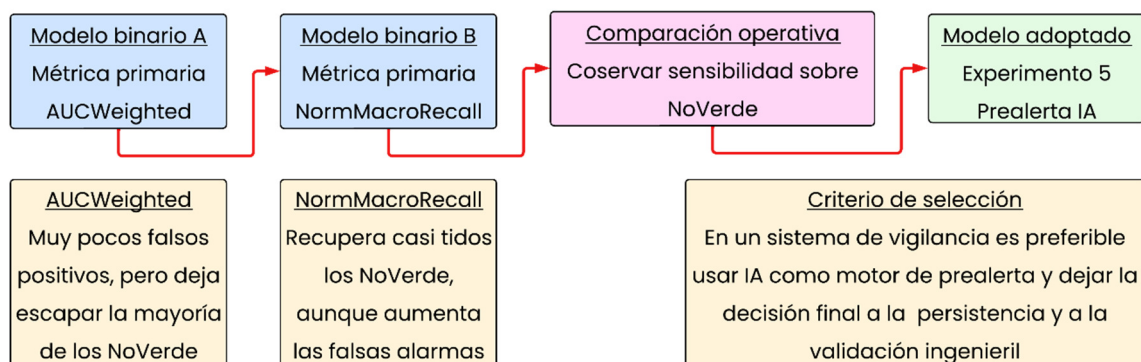 Modelo binario A
Métrica primaria
AUCWeighted
Modelo binario B
Métrica primaria
NormMacroRecall
Comparación operativa
Coservar sensibilidad sobre
NoVerde
Modelo adoptado
Experimento 5
Prealerta IA
AUCWeighted
Muy pocos falsos
positivos, pero deja
escapar la mayoría
de los NoVerde
NormMacroRecall
Recupera casi tidos
los NoVerde,
aunque aumenta
las falsas alarmas
Criterio de selección
En un sistema de vigilancia es preferible
usar IA como motor de prealerta y dejar la
decisión final a la persistencia y a la
validación ingenieril